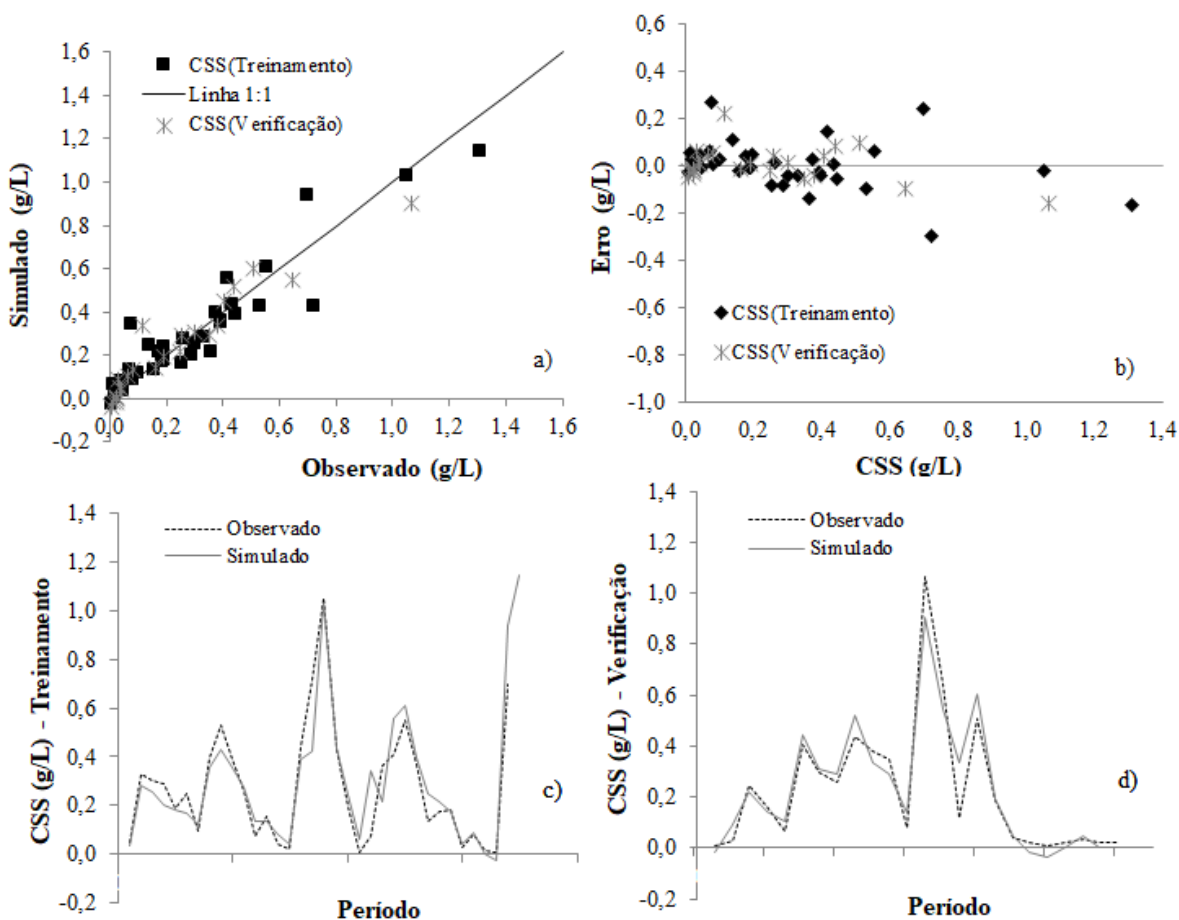 1,6
1,4
1,2
1,0
0,8
0,6
0,4
0,2
0,0
-0,2
Simulado (g/L)
CSS(Treinamento)
Linha 1:1
CSS(Verificação)
a)
0,0 0,2 0,4 0,6 0,8 1,0 1,2 1,4 1,6
Observado (g/L)
0,6
0,4
0,2
0,0
-0,2
-0,4
-0,6
-0,8
-1,0
Erro (g/L)
CSS(Treinamento)
CSS(Verificação)
b)
0,0 0,2 0,4 0,6 0,8 1,0 1,2 1,4
CSS (g/L)
1,4
1,2
1,0
0,8
0,6
0,4
0,2
0,0
-0,2
CSS (g/L) - Treinamento
Observado
Simulado
c)
Período
1,4
1,2
1,0
0,8
0,6
0,4
0,2
0,0
-0,2
CSS (g/L) - Verificação
Observado
Simulado
d)
Período